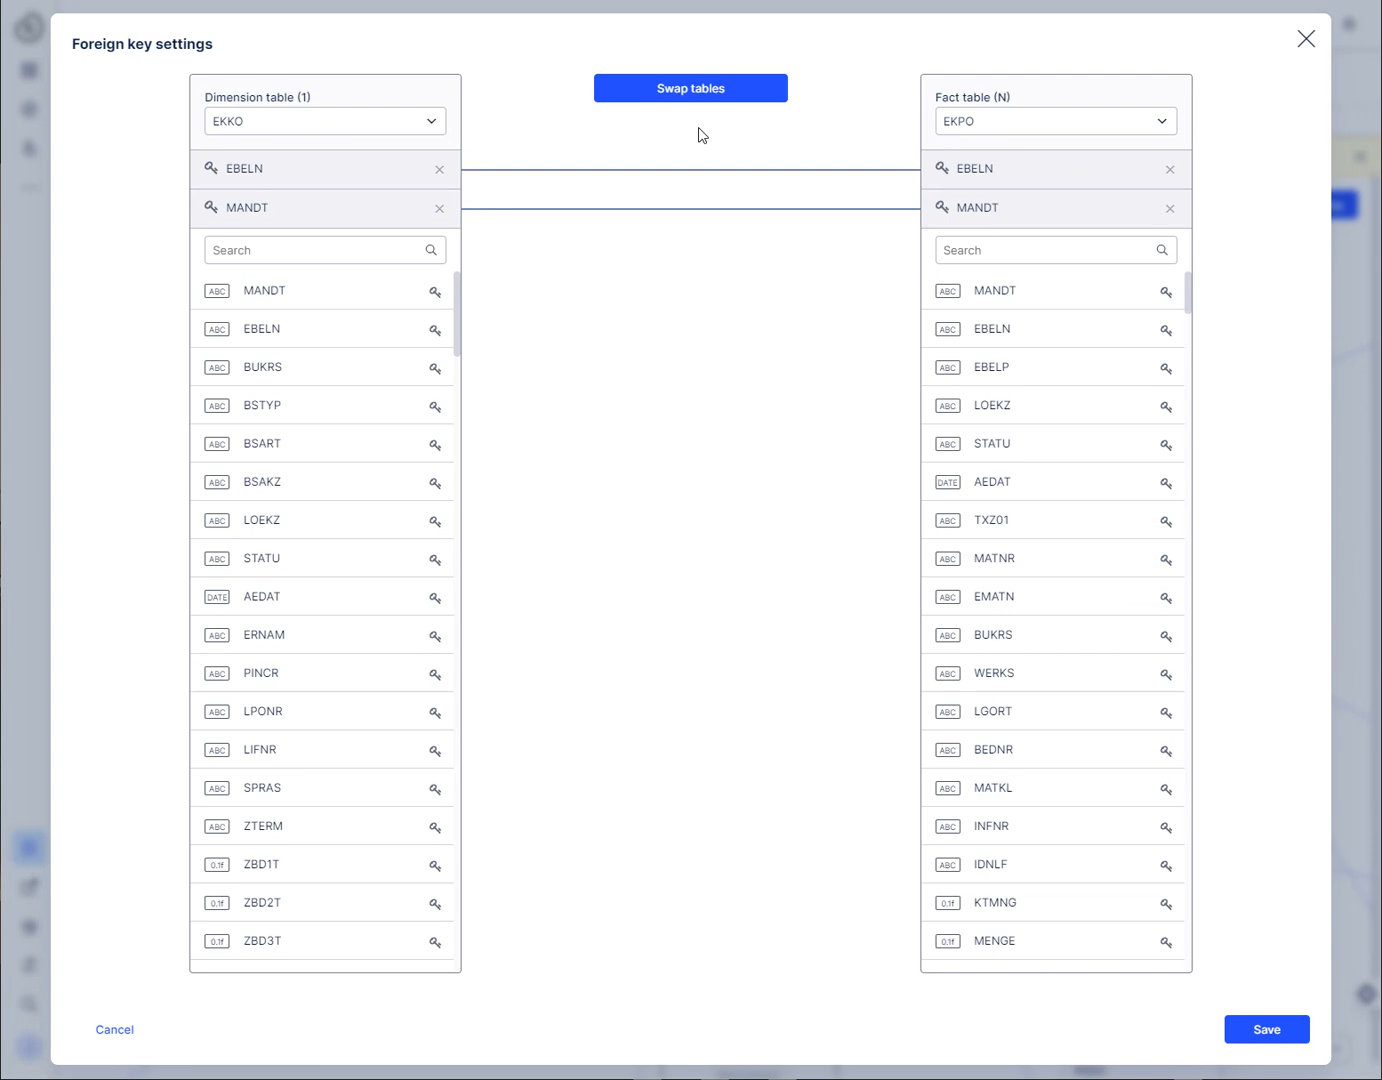 Foreign key settings
Dimension table (1)
EKKO
EBELN
MANDT
Search
ABC MANDT
ABC EBELN
ABC BUKRS
ABC BSTYP
ABC BSART
ABC BSAKZ
ABC LOEKZ
ABC STATU
DATE AEDAT
ABC ERNAM
ABC PINCR
ABC LPONR
ABC LIFNR
ABC SPRAS
ABC ZTERM
0.1f ZBD1T
0.1f ZBD2T
0.1f ZBD3T
Swap tables
Fact table (N)
EKPO
EBELN
MANDT
Search
ABC MANDT
ABC EBELN
ABC EBELP
ABC LOEKZ
ABC STATU
DATE AEDAT
ABC TXZ01
ABC MATNR
ABC EMATN
ABC BUKRS
ABC WERKS
ABC LGORT
ABC BEDNR
ABC MATKL
ABC INFNR
ABC IDNLF
0.1f KTMNG
0.1f MENGE
Cancel
Save